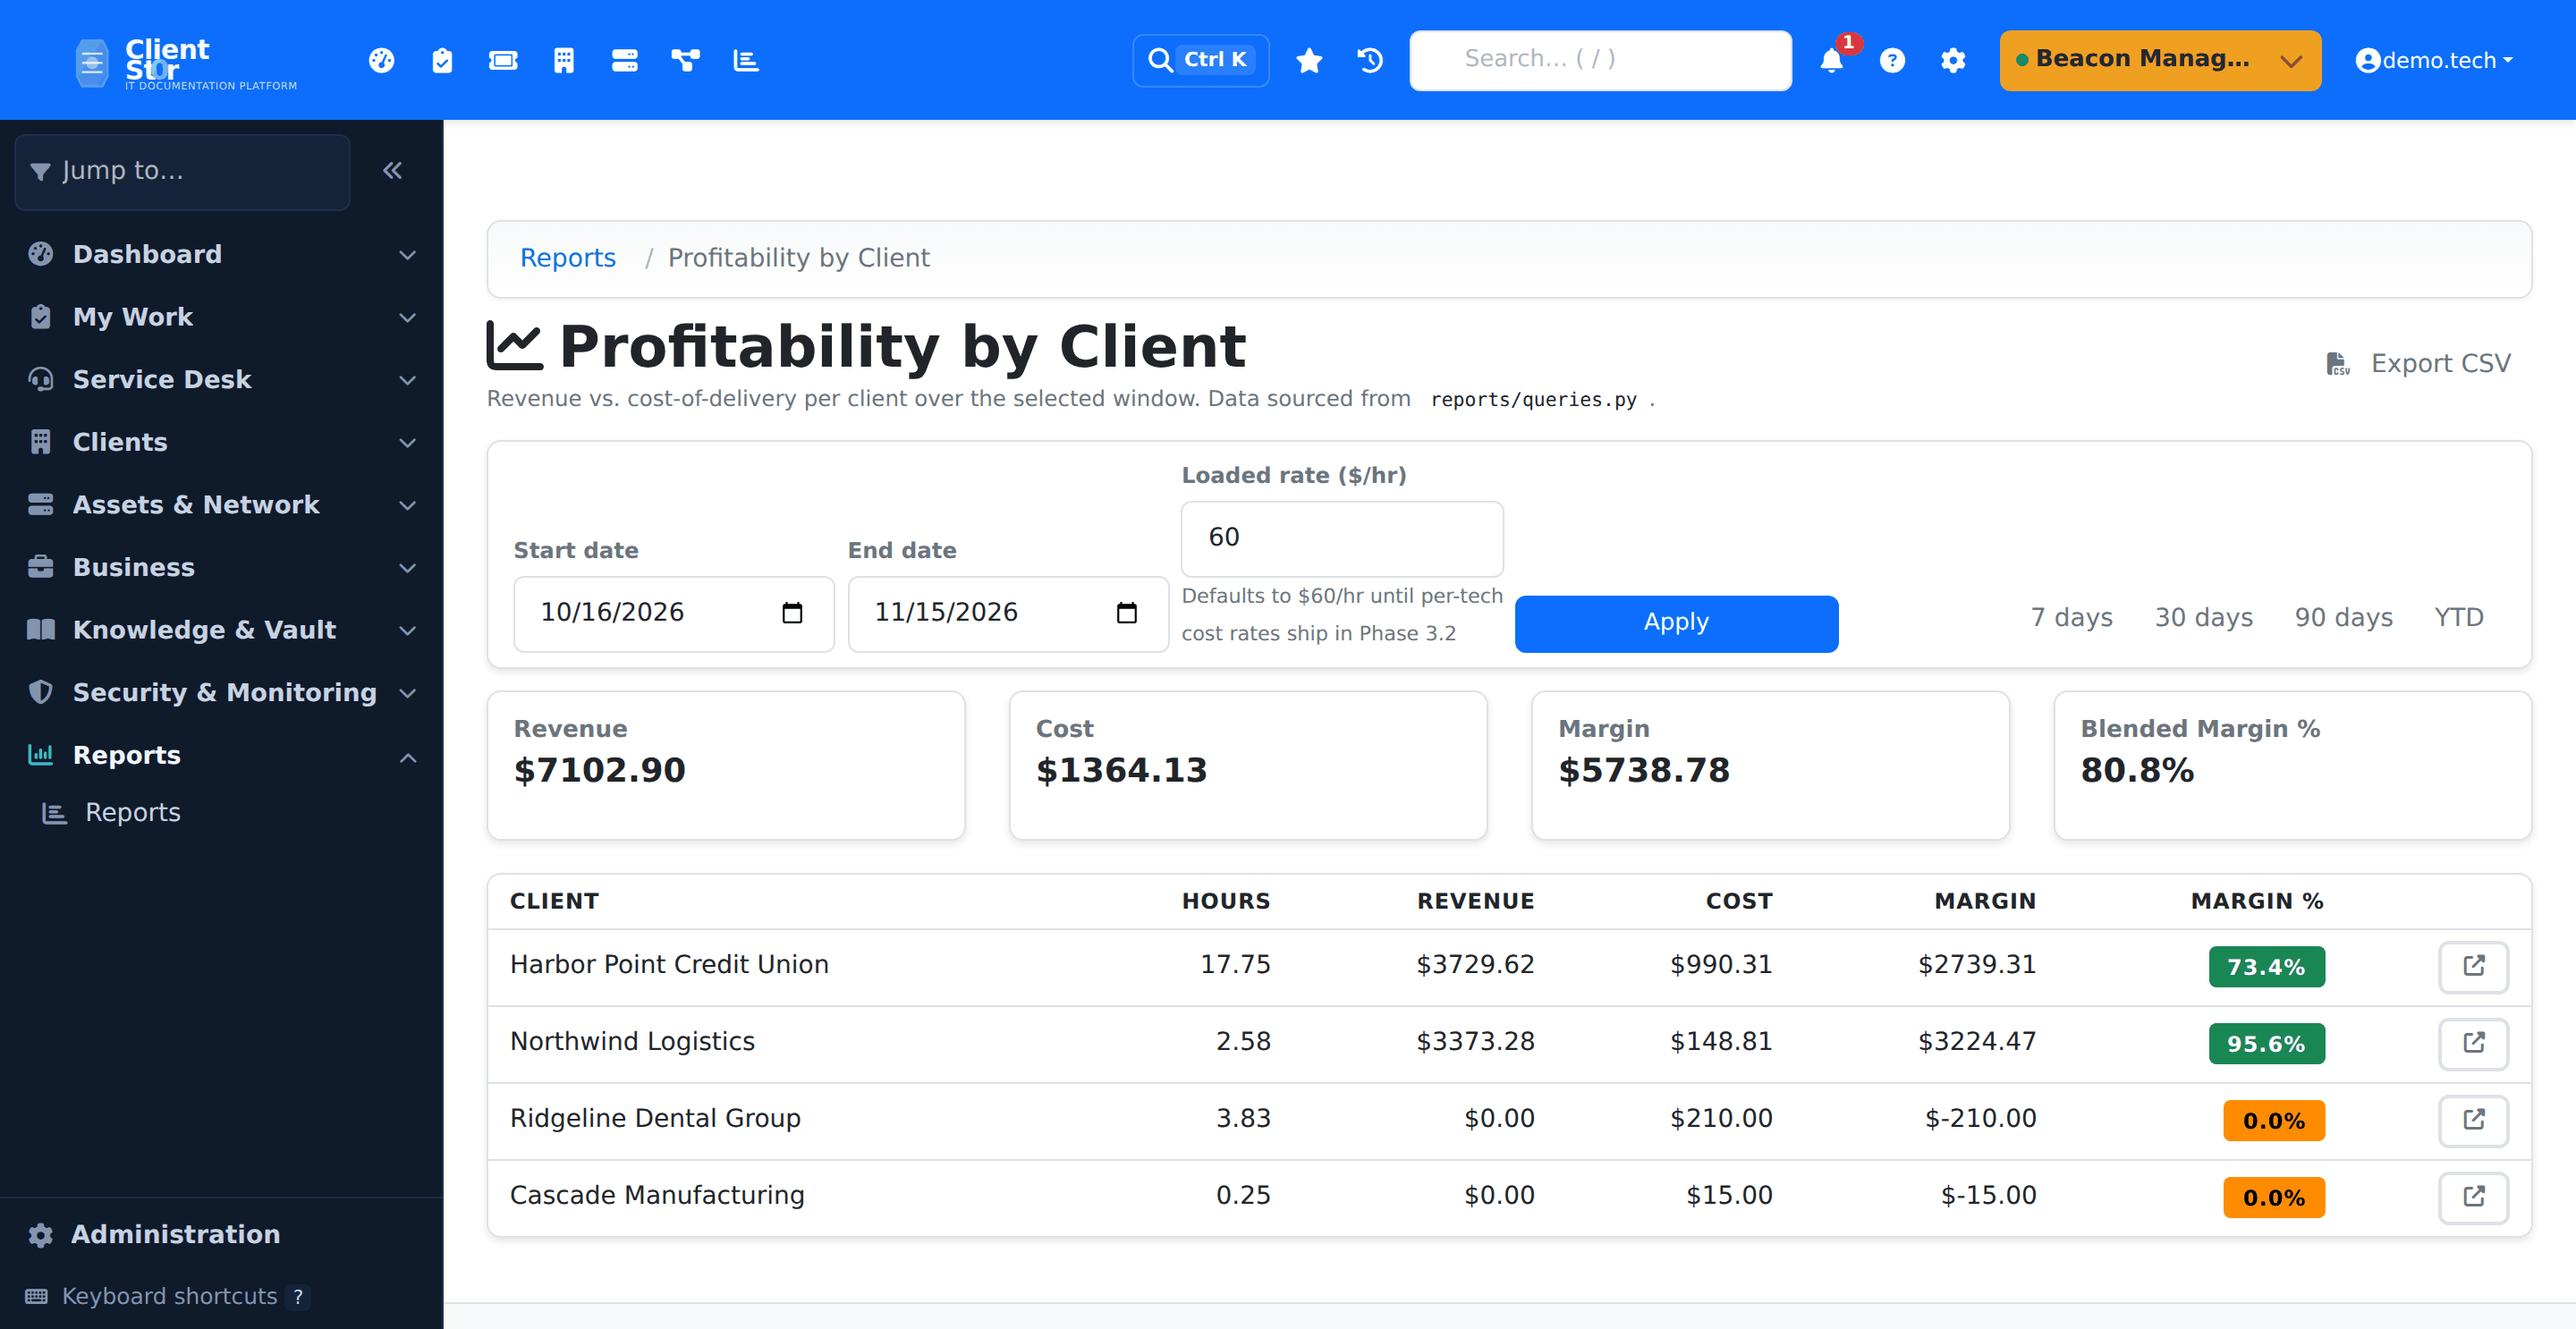 Client
St0r
IT DOCUMENTATION PLATFORM
Ctrl K
Search... ( / )
1
Beacon Manag...
demo.tech
Jump to...
Dashboard
My Work
Service Desk
Clients
Assets & Network
Business
Knowledge & Vault
Security & Monitoring
Reports
Reports
Administration
Keyboard shortcuts ?
Reports / Profitability by Client
Profitability by Client
Export CSV
Revenue vs. cost-of-delivery per client over the selected window. Data sourced from reports/queries.py .
Start date
10/16/2026
End date
11/15/2026
Loaded rate ($/hr)
60
Defaults to $60/hr until per-tech
cost rates ship in Phase 3.2
Apply
7 days 30 days 90 days YTD
Revenue
$7102.90
Cost
$1364.13
Margin
$5738.78
Blended Margin %
80.8%
CLIENT HOURS REVENUE COST MARGIN MARGIN %
Harbor Point Credit Union 17.75 $3729.62 $990.31 $2739.31 73.4%
Northwind Logistics 2.58 $3373.28 $148.81 $3224.47 95.6%
Ridgeline Dental Group 3.83 $0.00 $210.00 $-210.00 0.0%
Cascade Manufacturing 0.25 $0.00 $15.00 $-15.00 0.0%